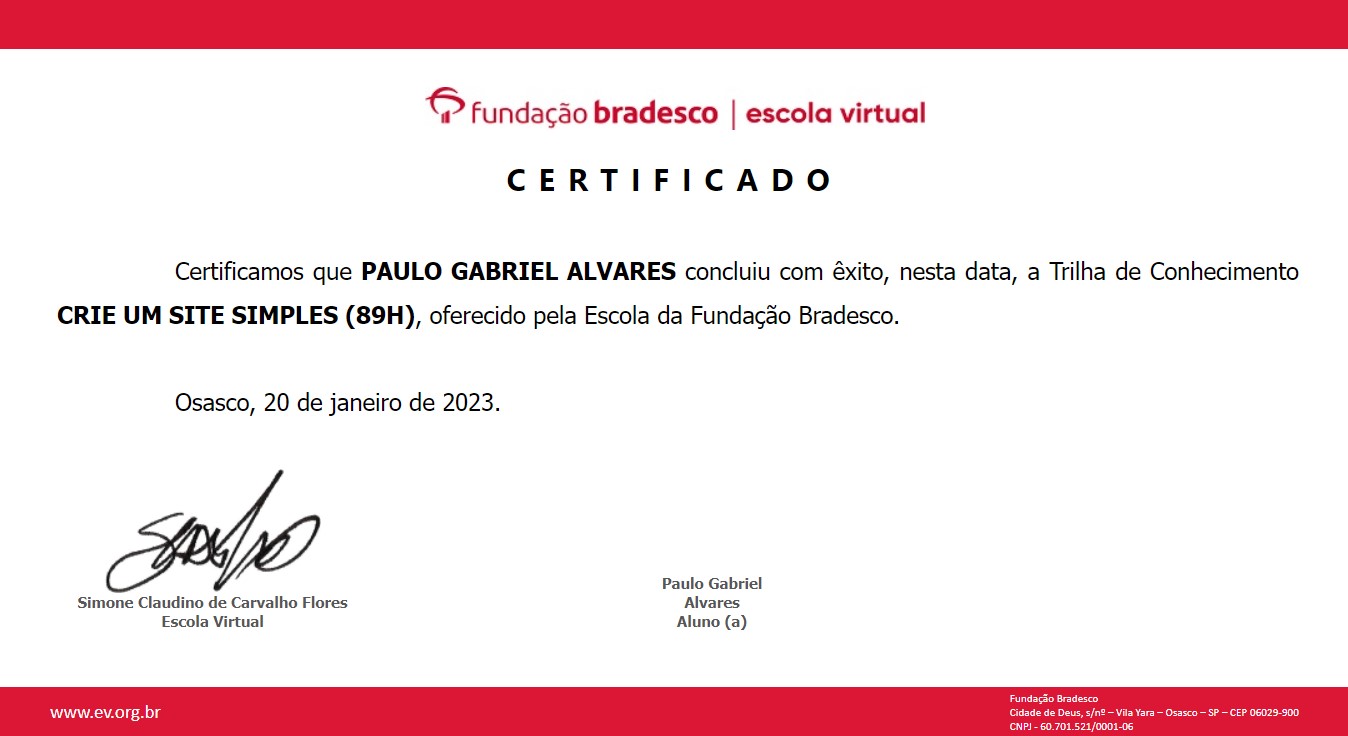 fundação bradesco | escola virtual
CERTIFICADO
Certificamos que PAULO GABRIEL ALVARES concluiu com êxito, nesta data, a Trilha de Conhecimento
CRIE UM SITE SIMPLES (89H), oferecido pela Escola da Fundação Bradesco.
Osasco, 20 de janeiro de 2023.
Simone Claudino de Carvalho Flores
Escola Virtual
Paulo Gabriel
Alvares
Aluno (a)
www.ev.org.br
Fundação Bradesco
Cidade de Deus, s/nº – Vila Yara – Osasco – SP – CEP 06029-900
CNPJ - 60.701.521/0001-06